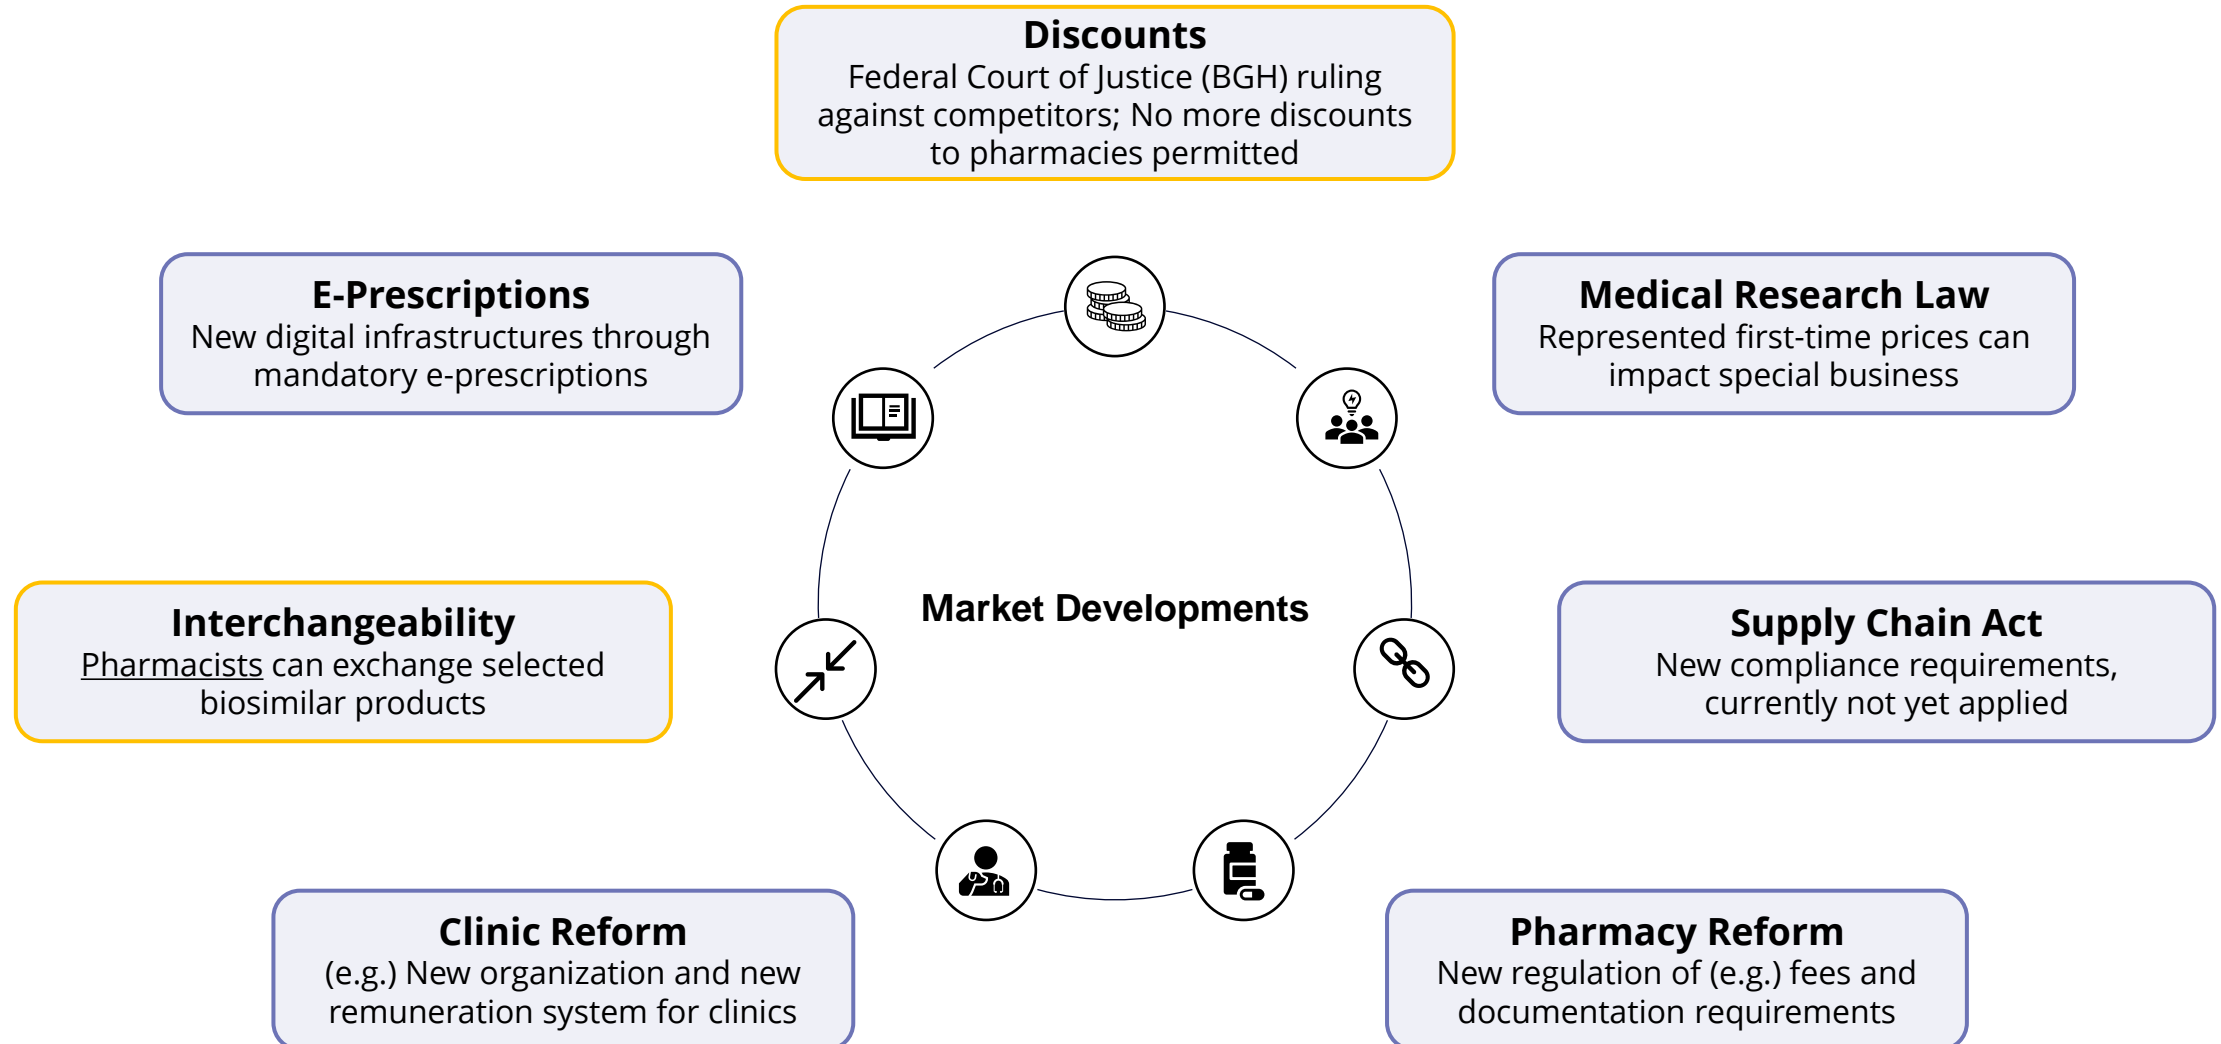 Discounts
Federal Court of Justice (BGH) ruling
against competitors; No more discounts
to pharmacies permitted
E-Prescriptions
New digital infrastructures through
mandatory e-prescriptions
Medical Research Law
Represented first-time prices can
impact special business
Market Developments
Interchangeability
Pharmacists can exchange selected
biosimilar products
Supply Chain Act
New compliance requirements,
currently not yet applied
Clinic Reform
(e.g.) New organization and new
remuneration system for clinics
Pharmacy Reform
New regulation of (e.g.) fees and
documentation requirements